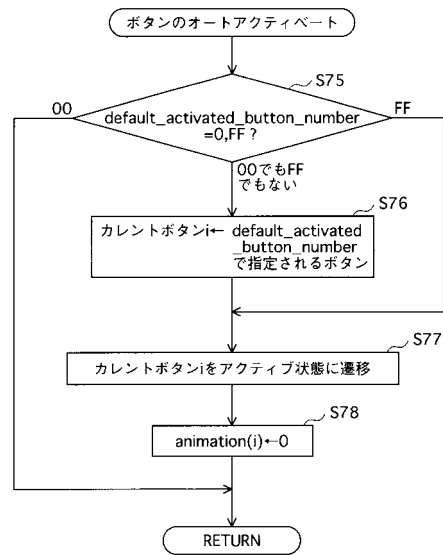 ボタンのオートアクティベート
S75
00
FF
default_activated_button_number
=0,FF ?
00でもFF
でもない
S76
カレントボタンi← default_activated
_button_number
で指定されるボタン
S77
カレントボタンiをアクティブ状態に遷移
S78
animation(i)←0
RETURN